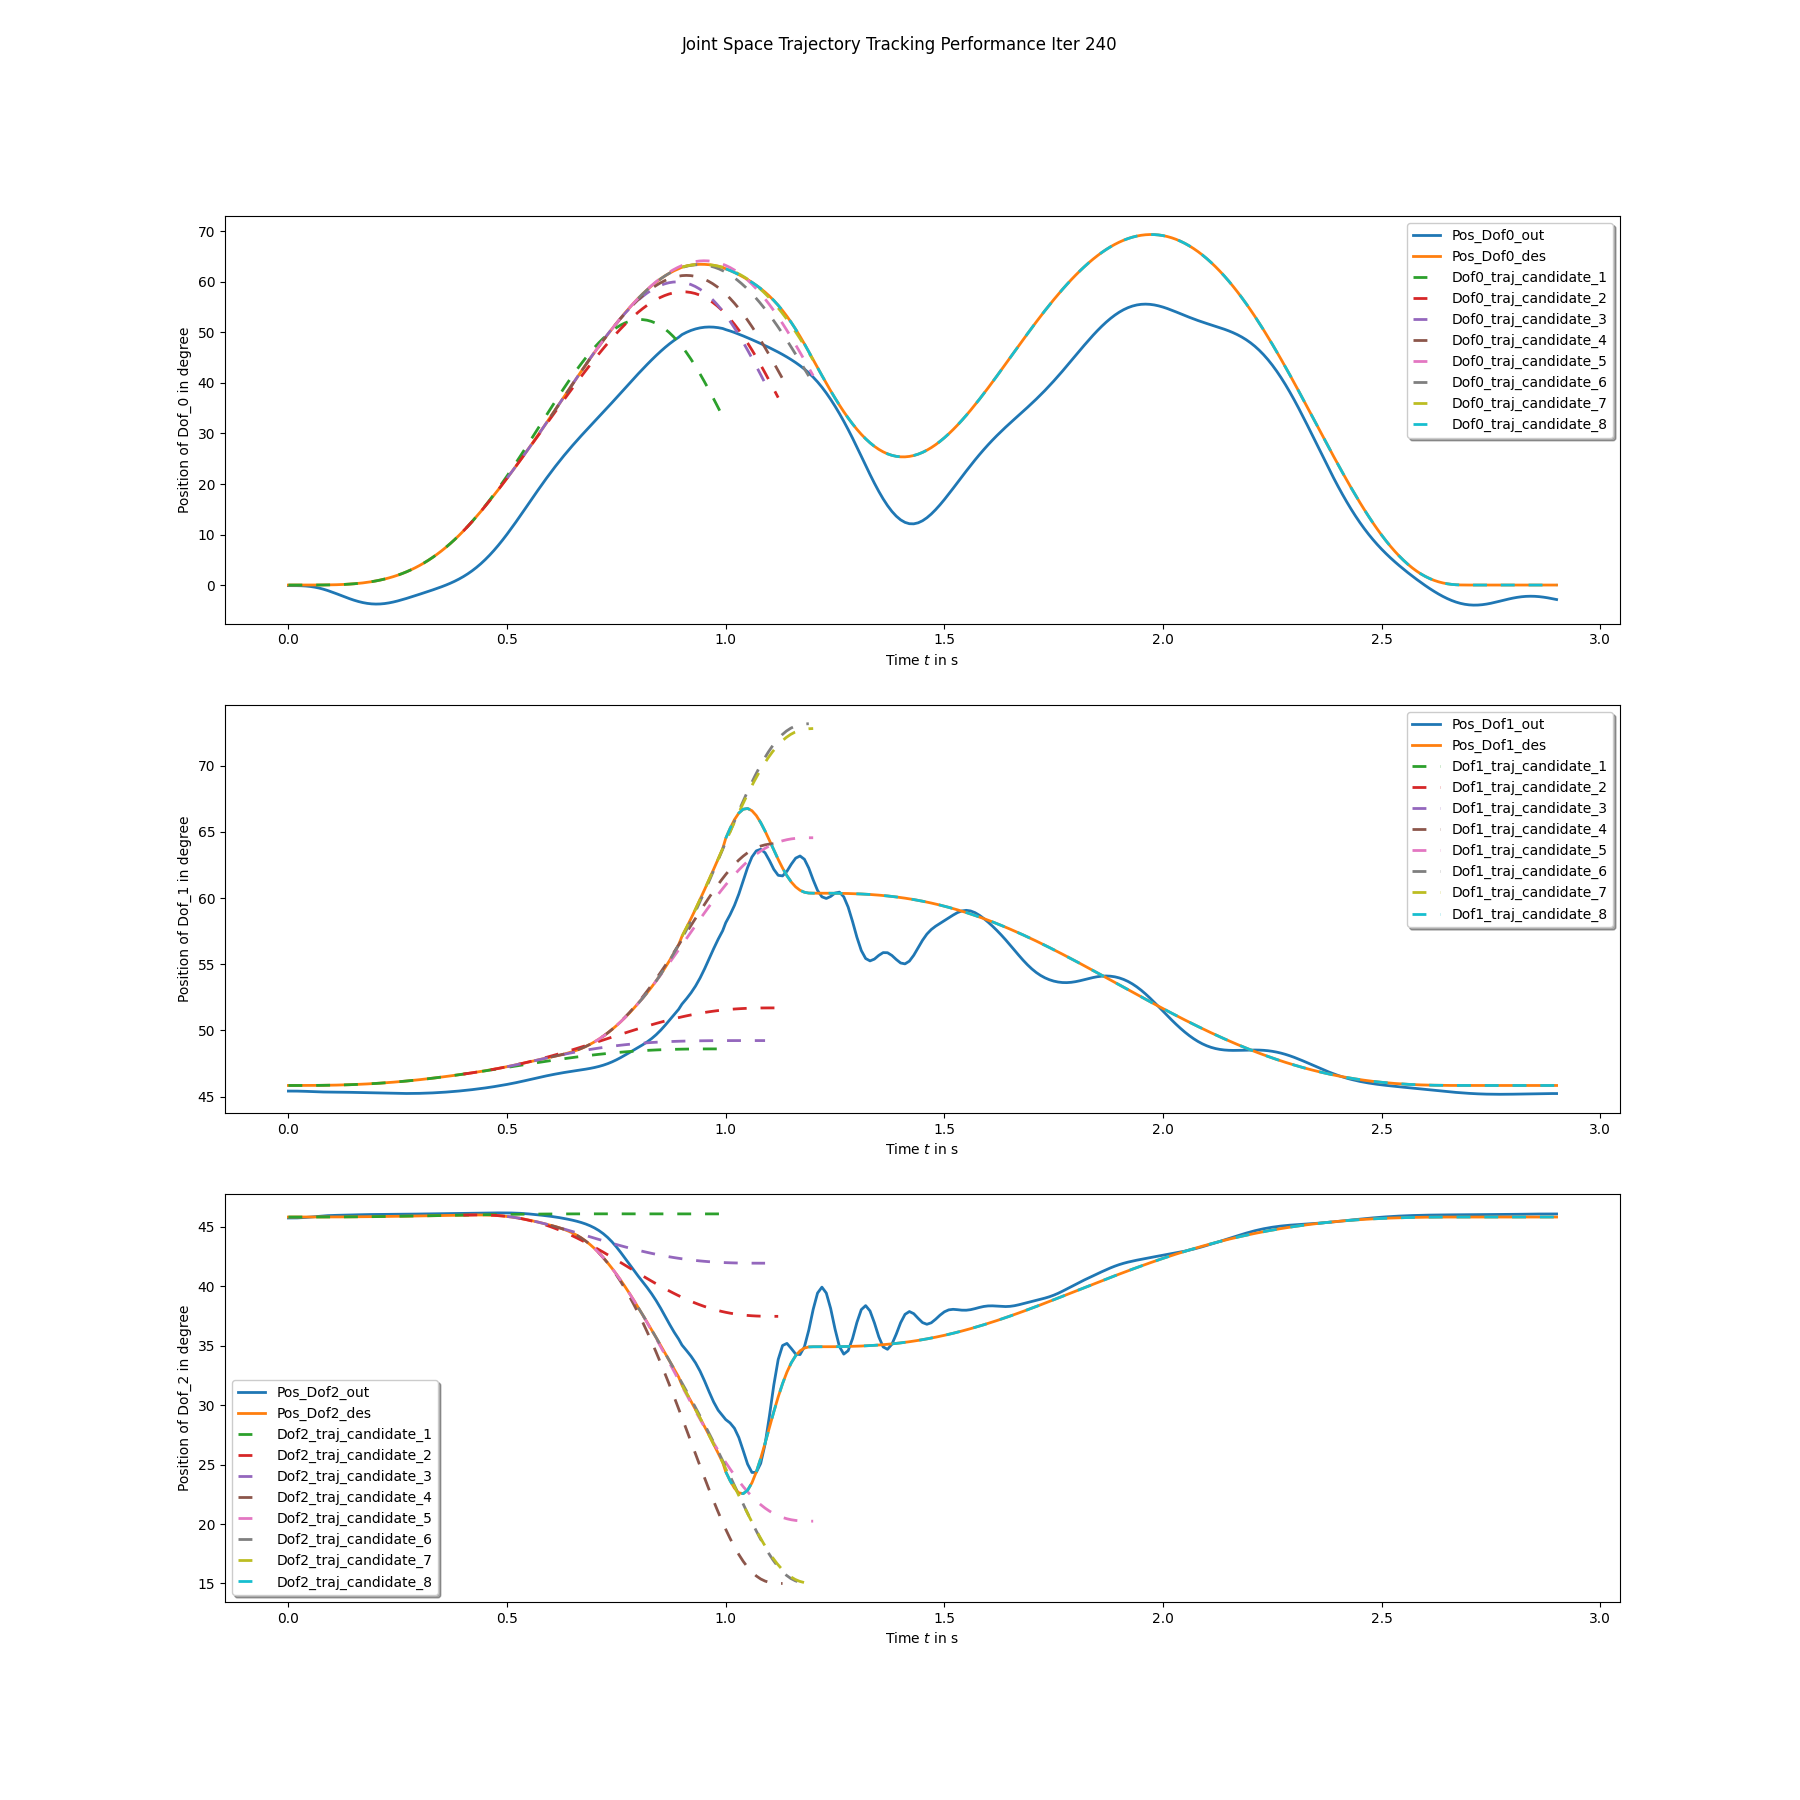 Joint Space Trajectory Tracking Performance Iter 240
70
60
50
40
30
20
10
0
Position of Dof_0 in degree
Pos_Dof0_out
Pos_Dof0_des
Dof0_traj_candidate_1
Dof0_traj_candidate_2
Dof0_traj_candidate_3
Dof0_traj_candidate_4
Dof0_traj_candidate_5
Dof0_traj_candidate_6
Dof0_traj_candidate_7
Dof0_traj_candidate_8
0.0 0.5 1.0 1.5 2.0 2.5 3.0
Time t in s
70
65
60
55
50
45
Position of Dof_1 in degree
Pos_Dof1_out
Pos_Dof1_des
Dof1_traj_candidate_1
Dof1_traj_candidate_2
Dof1_traj_candidate_3
Dof1_traj_candidate_4
Dof1_traj_candidate_5
Dof1_traj_candidate_6
Dof1_traj_candidate_7
Dof1_traj_candidate_8
0.0 0.5 1.0 1.5 2.0 2.5 3.0
Time t in s
45
40
35
30
25
20
15
Position of Dof_2 in degree
Pos_Dof2_out
Pos_Dof2_des
Dof2_traj_candidate_1
Dof2_traj_candidate_2
Dof2_traj_candidate_3
Dof2_traj_candidate_4
Dof2_traj_candidate_5
Dof2_traj_candidate_6
Dof2_traj_candidate_7
Dof2_traj_candidate_8
0.0 0.5 1.0 1.5 2.0 2.5 3.0
Time t in s